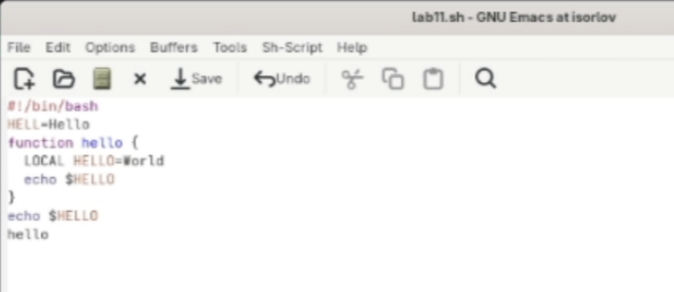 lab11.sh - GNU Emacs at isorlov
File Edit Options Buffers Tools Sh-Script Help
Save Undo
#!/bin/bash
HELL=Hello
function hello {
  LOCAL HELLO=World
  echo $HELLO
}
echo $HELLO
hello